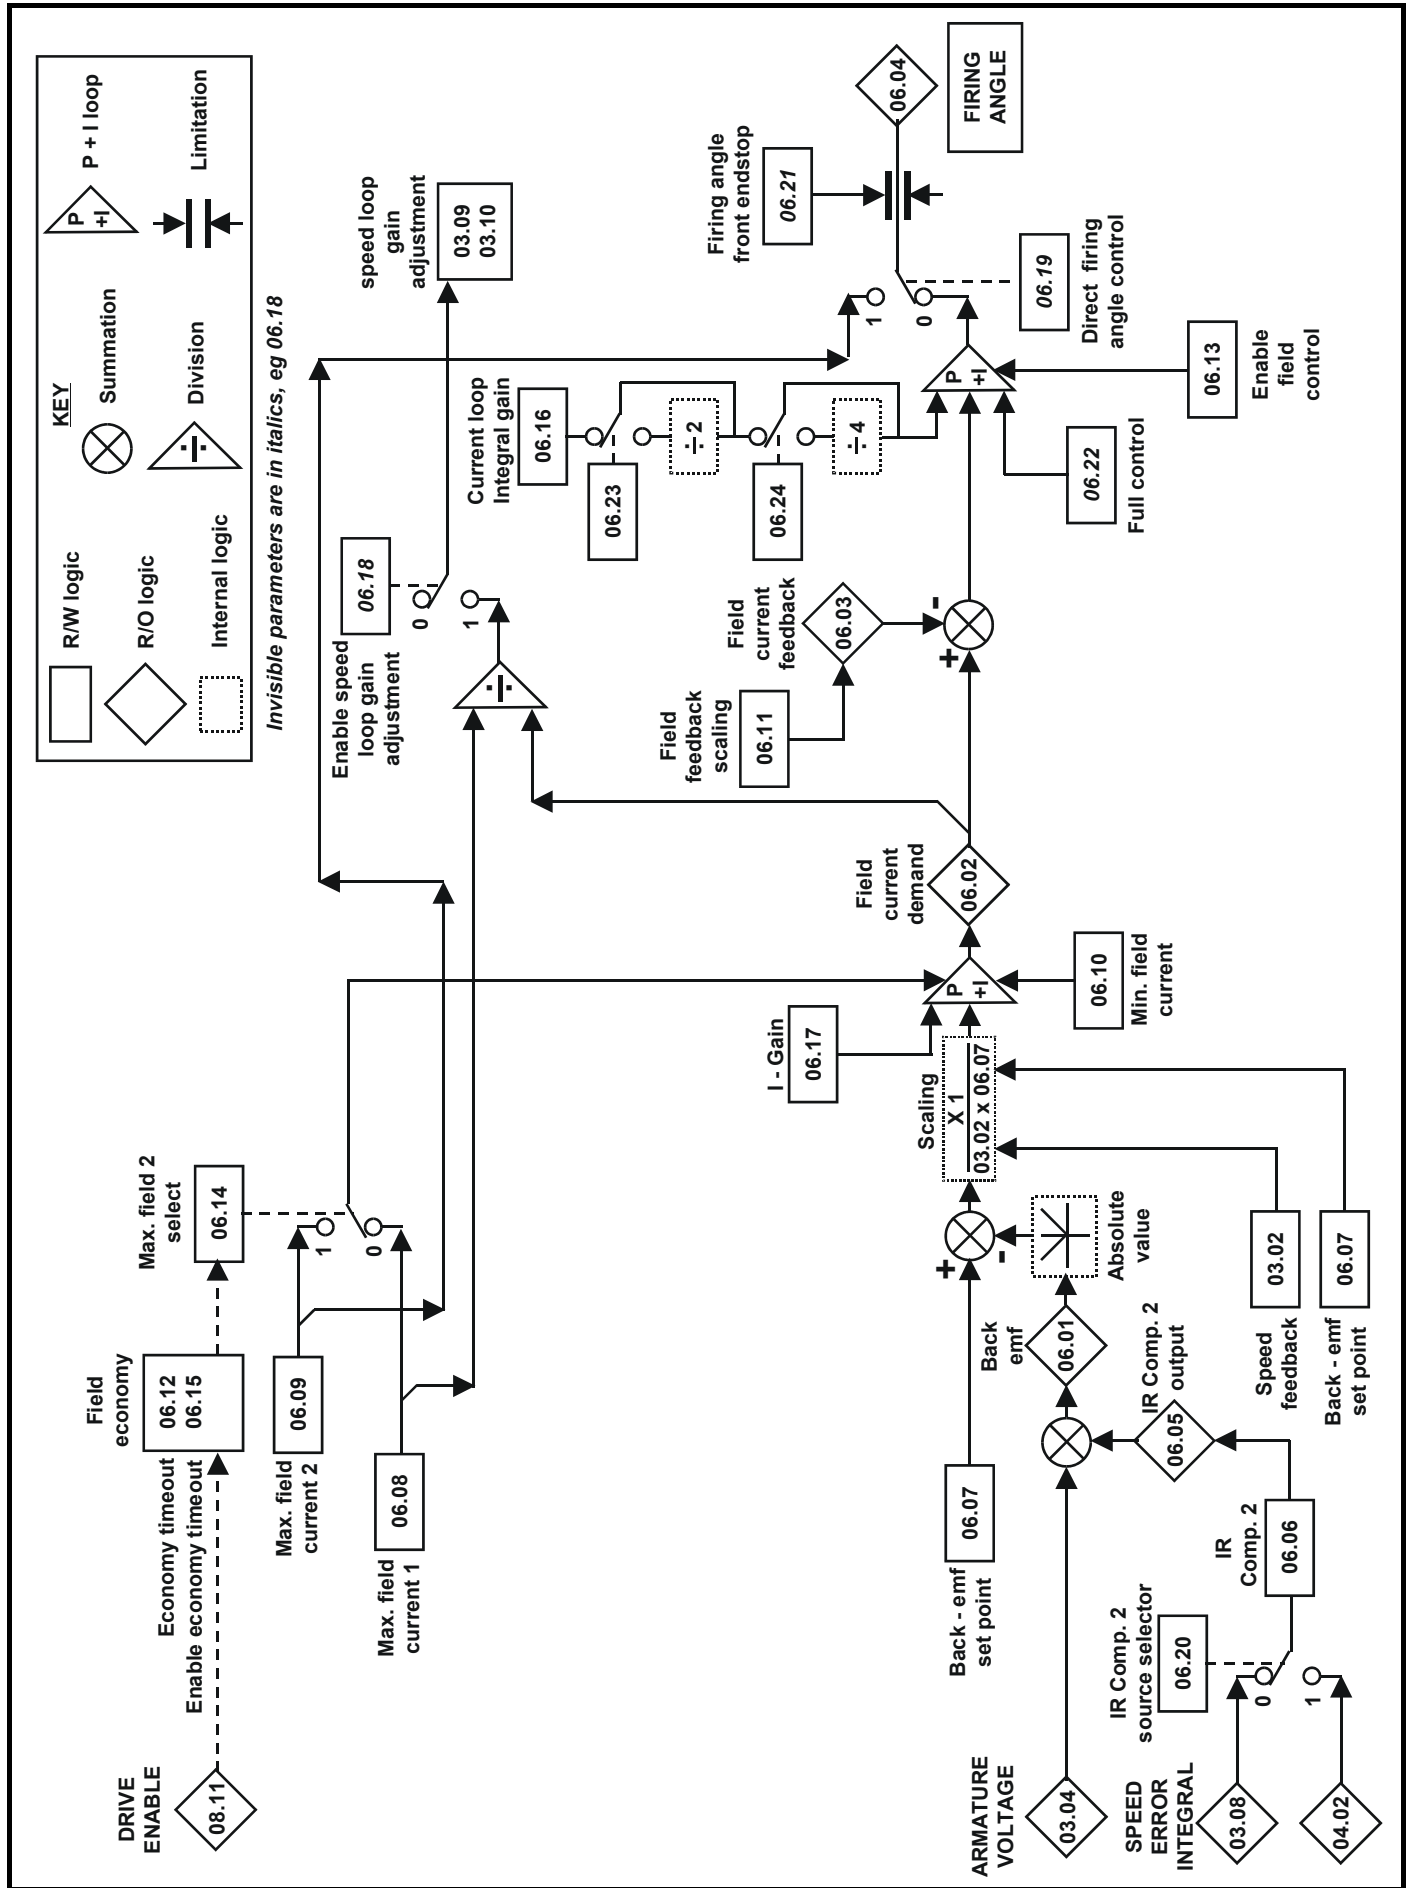 KEY
R/W logic
Summation
P
+I
P + I loop
R/O logic
÷
Division
Limitation
Internal logic
Invisible parameters are in italics, eg 06.18
DRIVE
ENABLE
08.11
Economy timeout
Enable economy timeout
Field
economy
06.12
06.15
Max. field 2
select
06.14
Max. field
current 2
06.09
1
0
Max. field
current 1
06.08
Enable speed
loop gain
adjustment
06.18
0
1
÷
speed loop
gain
adjustment
03.09
03.10
Current loop
Integral gain
06.16
06.23
÷ 2
06.24
÷ 4
Field
feedback
scaling
06.11
Field
current
feedback
06.03
Firing angle
front endstop
06.21
06.04
FIRING
ANGLE
1
0
06.19
Direct firing
angle control
I - Gain
06.17
Field
current
demand
06.02
+
-
P
+I
06.22
Full control
06.13
Enable
field
control
Back - emf
set point
06.07
+
-
Scaling
X 1
03.02 x 06.07
P
+I
06.10
Min. field
current
ARMATURE
VOLTAGE
03.04
Back
emf
06.01
Absolute
value
IR Comp. 2
output
06.05
IR Comp. 2
source selector
06.20
IR
Comp. 2
06.06
SPEED
ERROR
INTEGRAL
03.08
0
1
04.02
Speed
feedback
03.02
Back - emf
set point
06.07